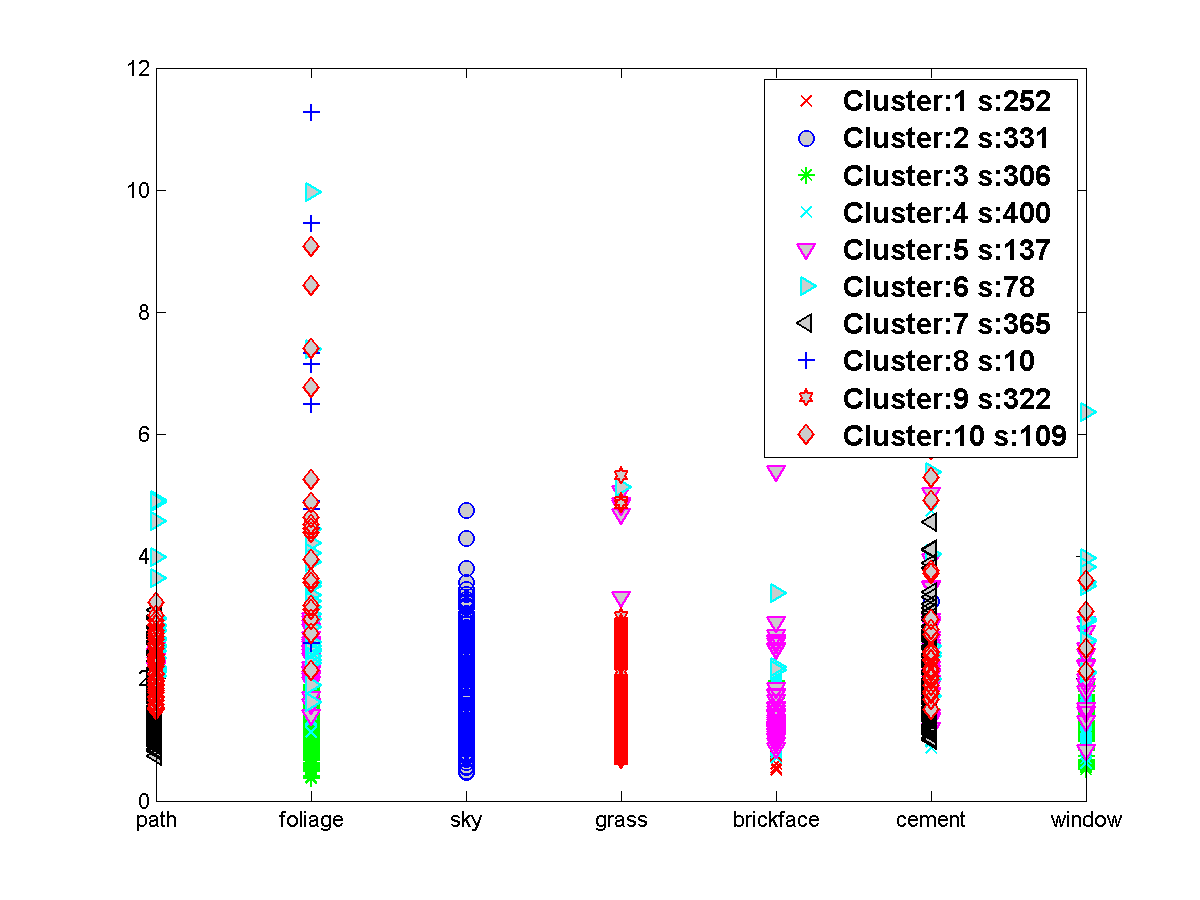 12
10
8
6
4
2
0
path foliage sky grass brickface cement window
Cluster:1 s:252
Cluster:2 s:331
Cluster:3 s:306
Cluster:4 s:400
Cluster:5 s:137
Cluster:6 s:78
Cluster:7 s:365
Cluster:8 s:10
Cluster:9 s:322
Cluster:10 s:109